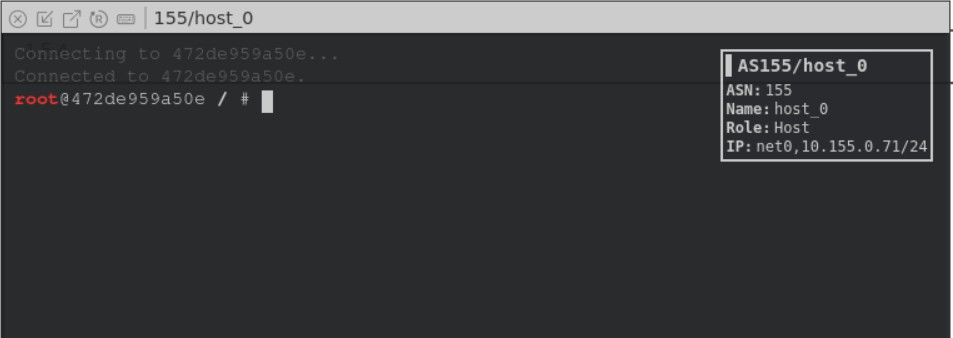 155/host_0
Connecting to 472de959a50e...
Connected to 472de959a50e.
root@472de959a50e / #
AS155/host_0
ASN: 155
Name: host_0
Role: Host
IP: net0,10.155.0.71/24